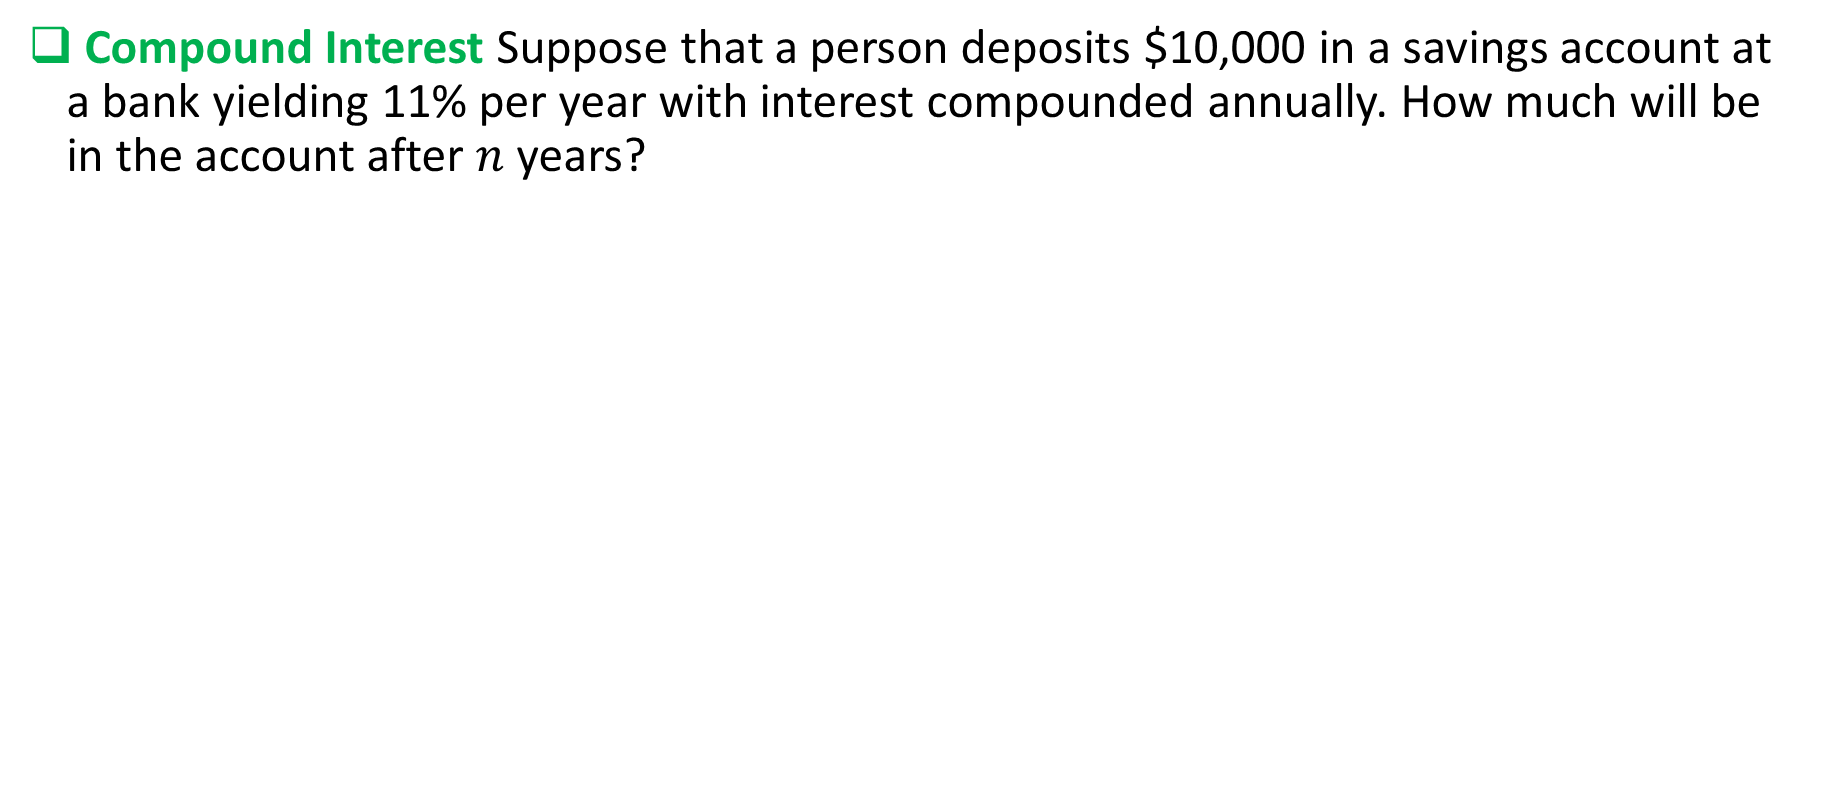 ❑ Compound Interest Suppose that a person deposits $10,000 in a savings account at
a bank yielding 11% per year with interest compounded annually. How much will be
in the account after 𝑛 years?